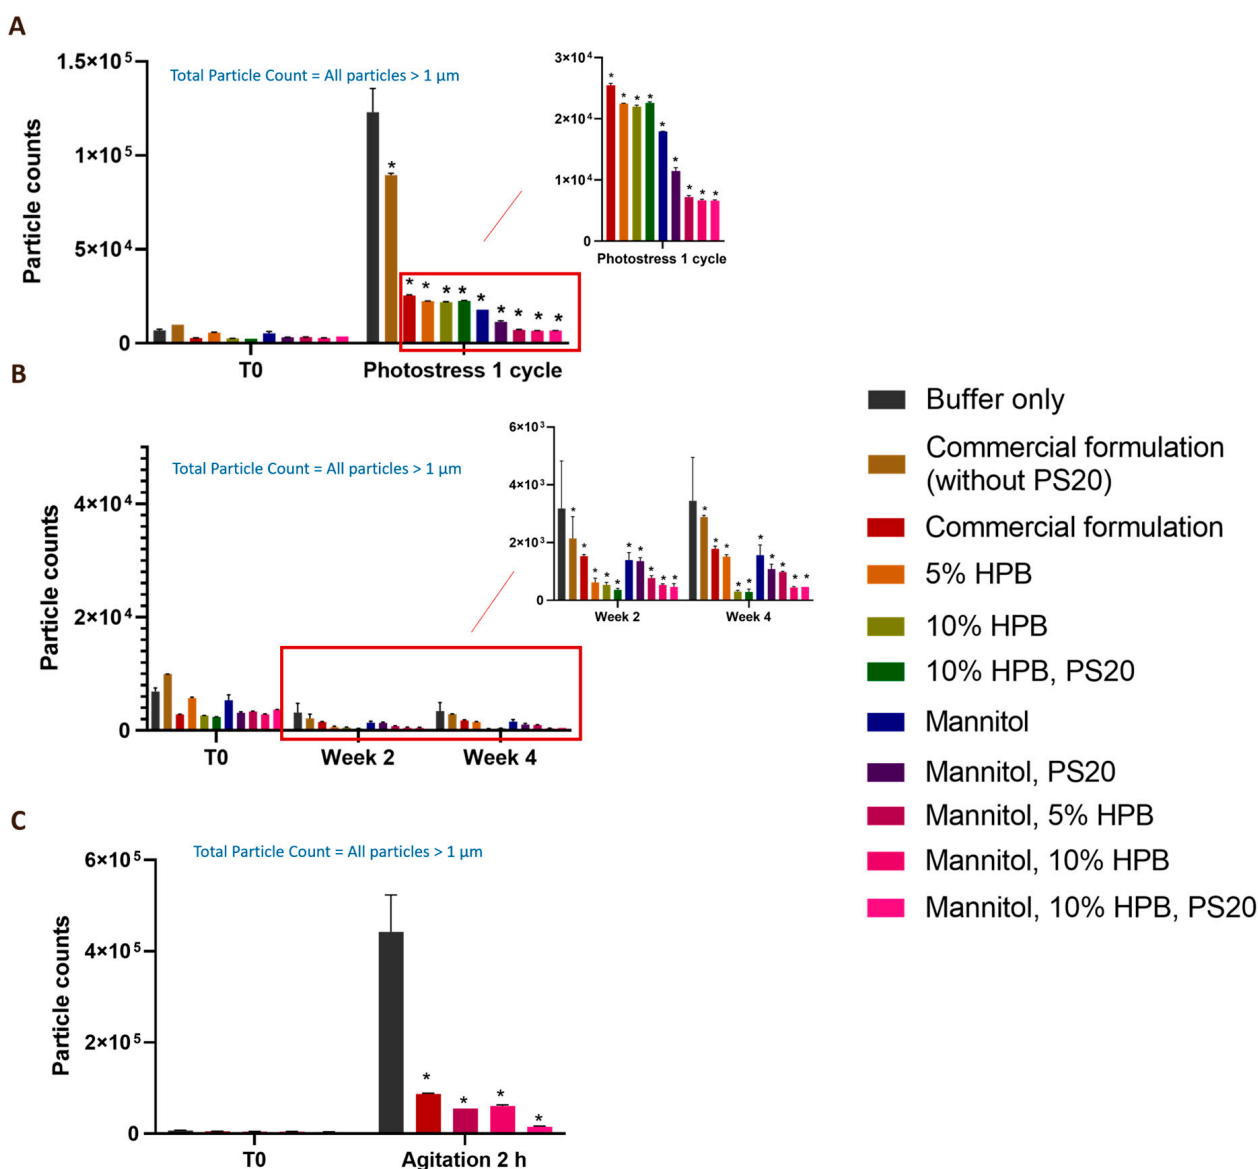 A
Total Particle Count = All particles > 1 µm
Particle counts
1.5×10⁵
1×10⁵
5×10⁴
0
* * * * * * * * * *
T0
Photostress 1 cycle
3×10⁴
2×10⁴
1×10⁴
0
* * * * * * * * *
Photostress 1 cycle
B
Total Particle Count = All particles > 1 µm
Particle counts
4×10⁴
2×10⁴
0
T0
Week 2
Week 4
6×10³
4×10³
2×10³
0
* * * * * * * * * *
* * * * * * * * * *
Week 2
Week 4
Buffer only
Commercial formulation
(without PS20)
Commercial formulation
5% HPB
10% HPB
10% HPB, PS20
Mannitol
Mannitol, PS20
Mannitol, 5% HPB
Mannitol, 10% HPB
Mannitol, 10% HPB, PS20
C
Total Particle Count = All particles > 1 µm
Particle counts
6×10⁵
4×10⁵
2×10⁵
0
* * * *
T0
Agitation 2 h